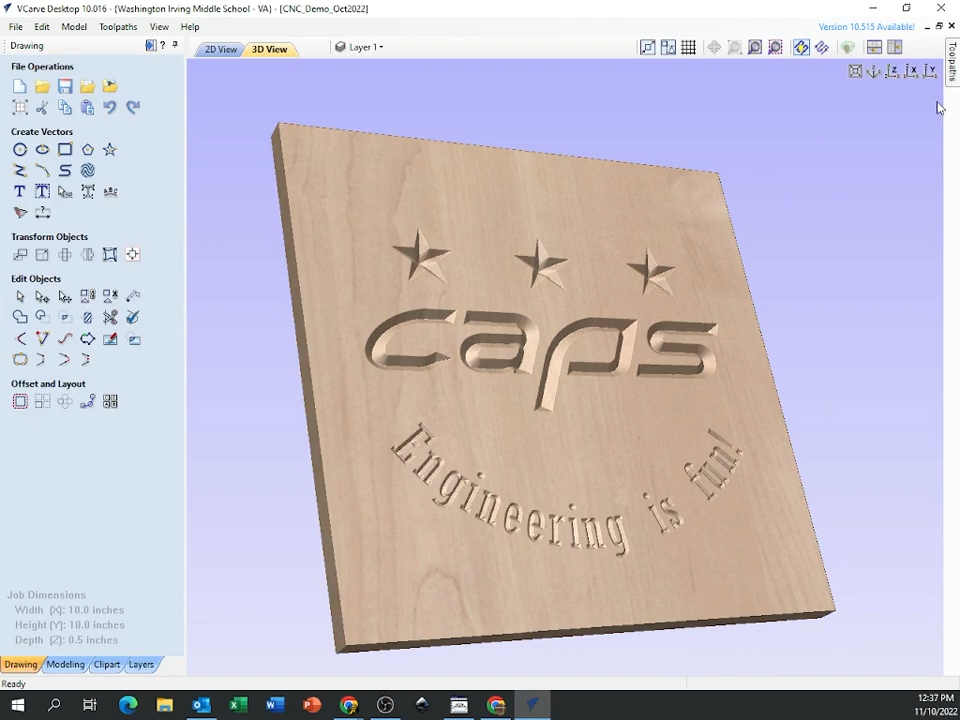 VCarve Desktop 10.016 - {Washington Irving Middle School - VA} - [CNC_Demo_Oct2022]
File Edit Model Toolpaths View Help
Version 10.515 Available!
Drawing
2D View 3D View
Layer 1
Toolpaths
Z X Y
File Operations
Create Vectors
Transform Objects
Edit Objects
Offset and Layout
caps
Engineering is fun!
Job Dimensions
Width (X): 10.0 inches
Height (Y): 10.0 inches
Depth (Z): 0.5 inches
Drawing Modeling Clipart Layers
Ready
12:37 PM
11/10/2022